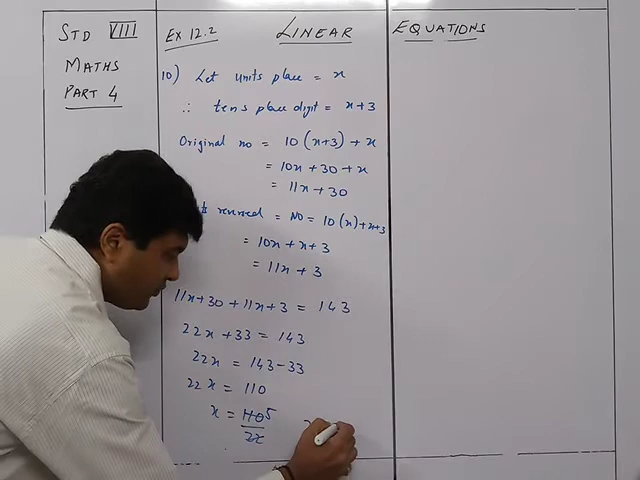 STD VIII
MATHS
PART 4
EX 12.2
LINEAR EQUATIONS
10) Let units place = x
∴ tens place digit = x+3
Original no = 10(x+3) + x
= 10x + 30 + x
= 11x + 30
reversed = NO = 10(x)+x+3
= 10x + x + 3
= 11x + 3
11x+30 + 11x+3 = 143
22x + 33 = 143
22x = 143 - 33
22x = 110
x = 110 5
22